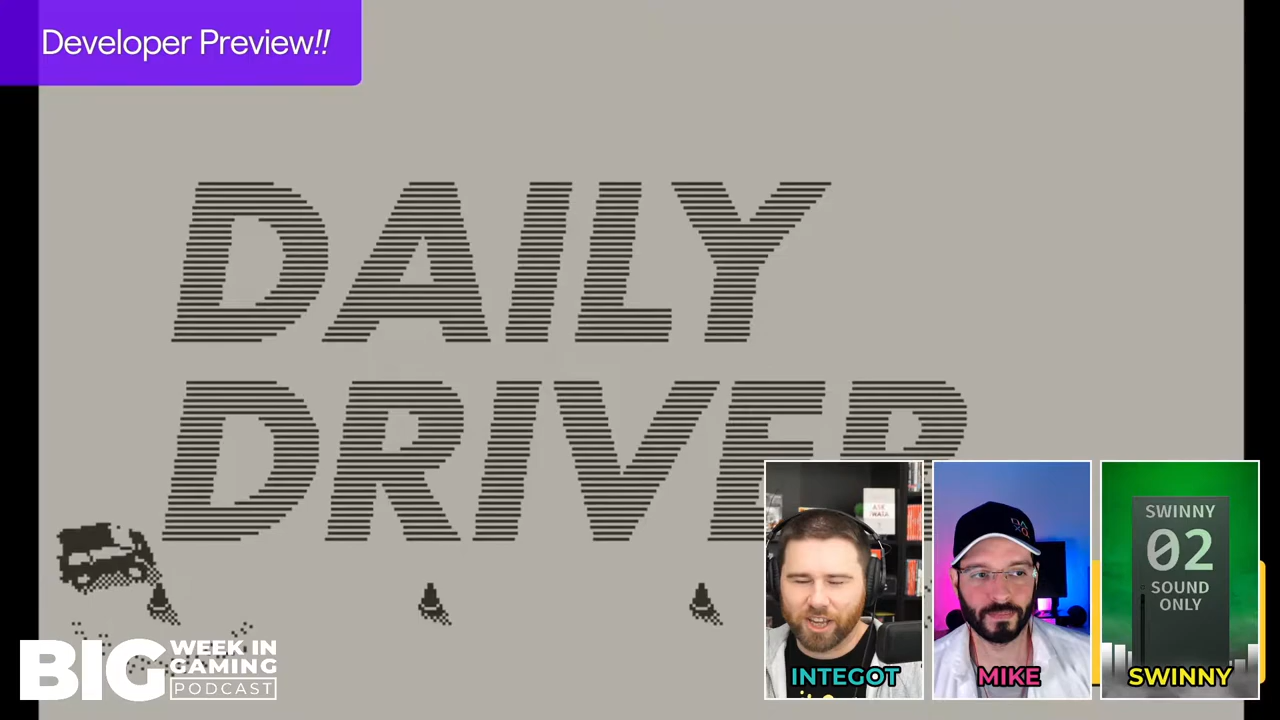 Developer Preview!!
DAILY
DRIVER
SWINNY
02
SOUND
ONLY
BIG WEEK IN
GAMING
PODCAST
INTEGOT
MIKE
SWINNY